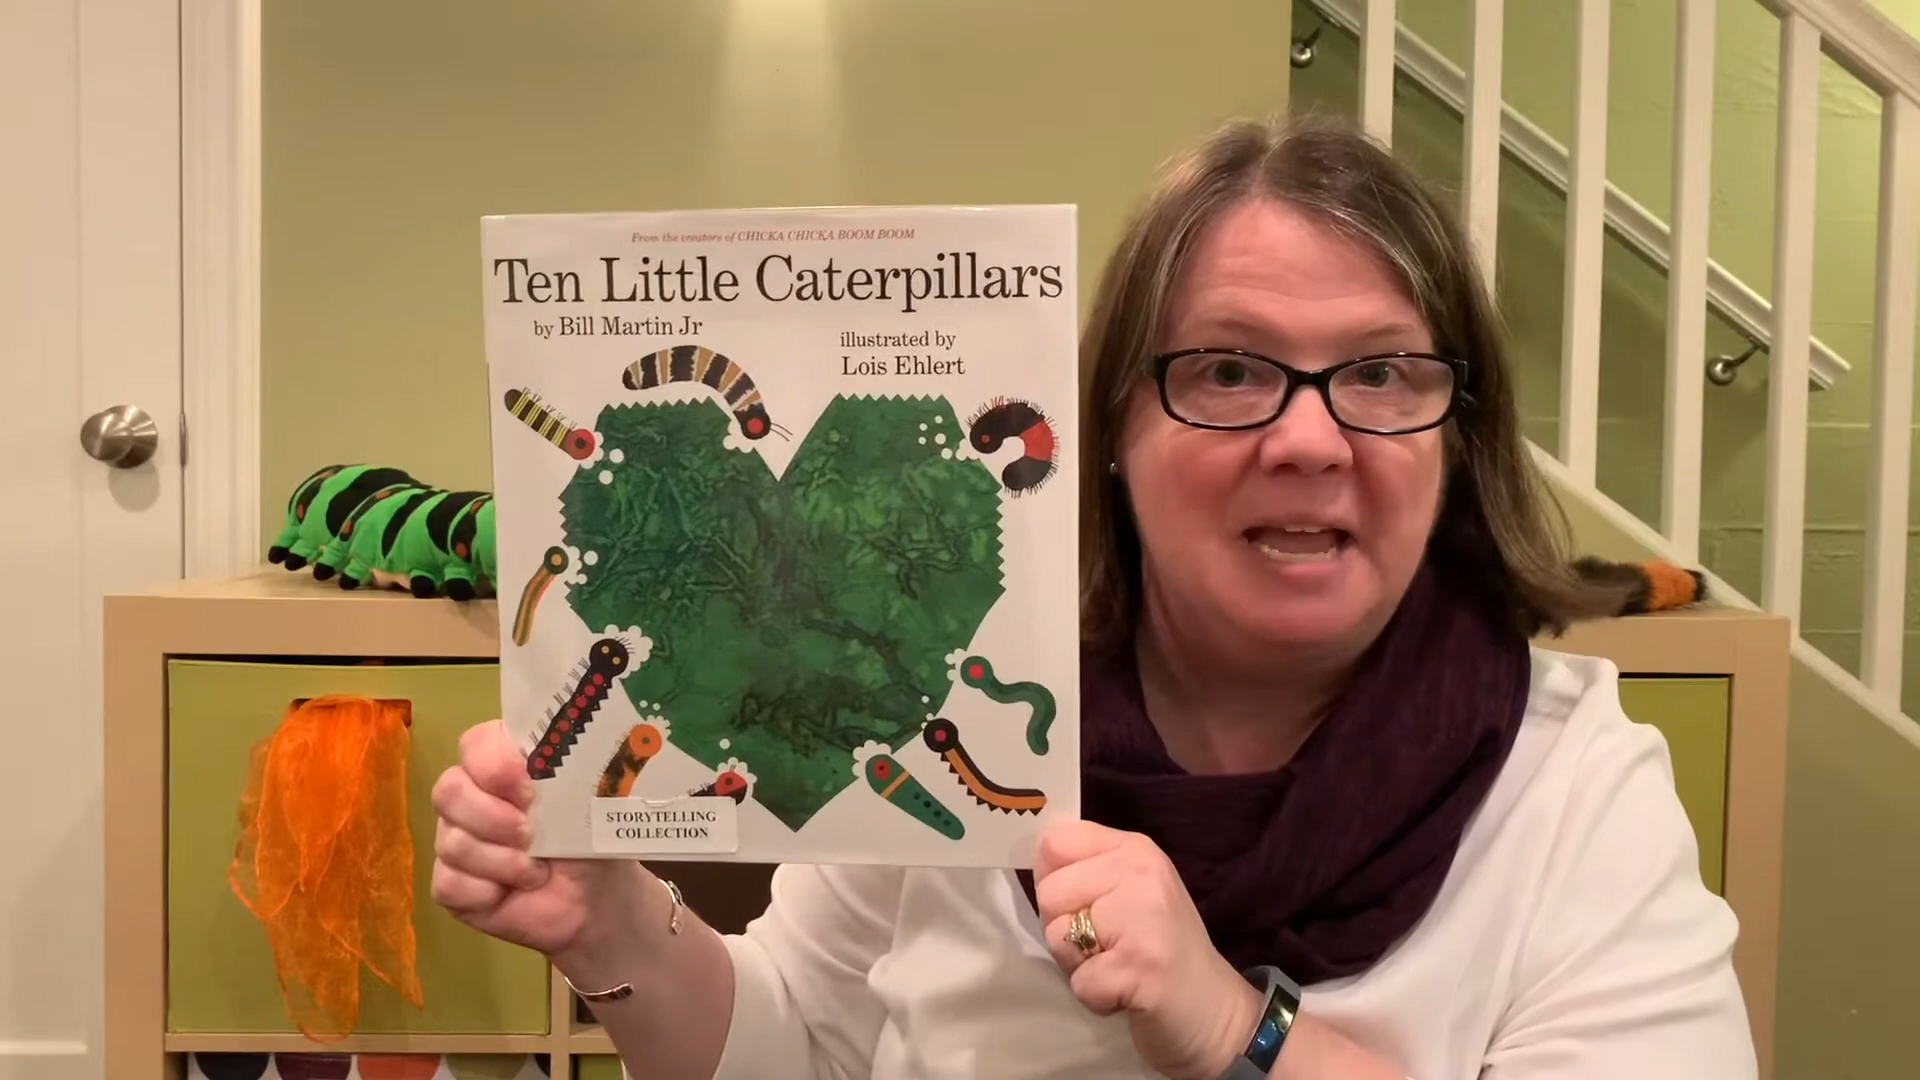 From the creators of CHICKA CHICKA BOOM BOOM
Ten Little Caterpillars
by Bill Martin Jr
illustrated by
Lois Ehlert
STORYTELLING
COLLECTION